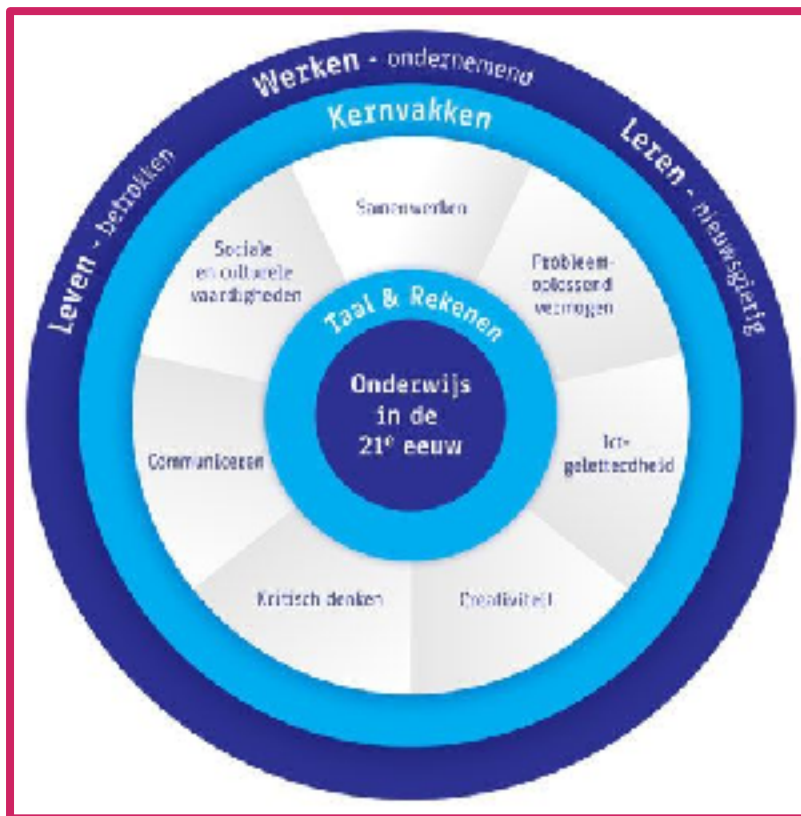 Werken - ondernemend
Leven - betrokken
Leren - nieuwsgierig
Kernvakken
Samenwerken
Sociale
en culturele
vaardigheden
Probleem-
oplossend
vermogen
Taal & Rekenen
Onderwijs
in de
21e eeuw
Communiceren
Ict-
geletterdheid
Kritisch denken
Creativiteit